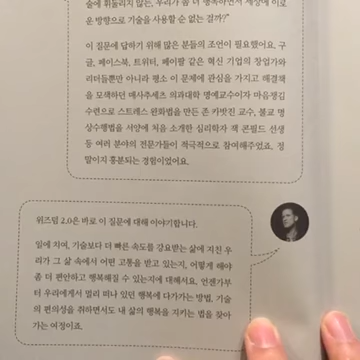 술에 휘둘리지 않는, 우리가 좀 더 행복하면서 세상에 이로
운 방향으로 기술을 사용할 순 없는 걸까?”
이 질문에 답하기 위해 많은 분들의 조언이 필요했어요. 구
글, 페이스북, 트위터, 페이팔 같은 혁신 기업의 창업가와
리더들뿐만 아니라 평소 이 문제에 관심을 가지고 해결책
을 모색하던 매사추세츠 의과대학 명예교수이자 마음챙김
수련으로 스트레스 완화법을 만든 존 카밧진 교수, 불교 명
상수행법을 서양에 처음 소개한 심리학자 잭 콘필드 선생
등 여러 분야의 전문가들이 적극적으로 참여해주었죠. 정
말이지 흥분되는 경험이었어요.
위즈덤 2.0은 바로 이 질문에 대해 이야기합니다.
일에 치여, 기술보다 더 빠른 속도를 강요받는 삶에 지친 우
리가 그 삶 속에서 어떤 고통을 받고 있는지, 어떻게 해야
좀 더 편안하고 행복해질 수 있는지에 대해서요. 언젠가부
터 우리에게서 멀리 떠나 있던 행복에 다가가는 방법, 기술
의 편의성을 취하면서도 내 삶의 행복을 지키는 법을 찾아
가는 여정이죠.